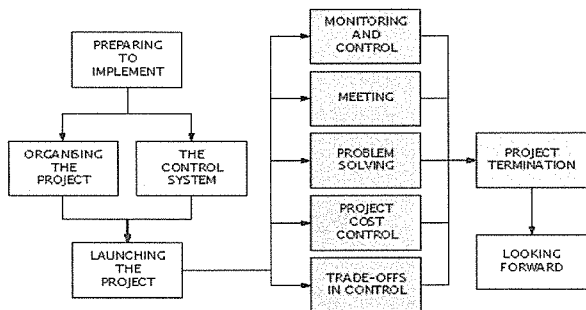 PREPARING
TO
IMPLEMENT
ORGANISING
THE
PROJECT
THE
CONTROL
SYSTEM
LAUNCHING
THE
PROJECT
MONITORING
AND
CONTROL
MEETING
PROBLEM
SOLVING
PROJECT
COST
CONTROL
TRADE-OFFS
IN CONTROL
PROJECT
TERMINATION
LOOKING
FORWARD